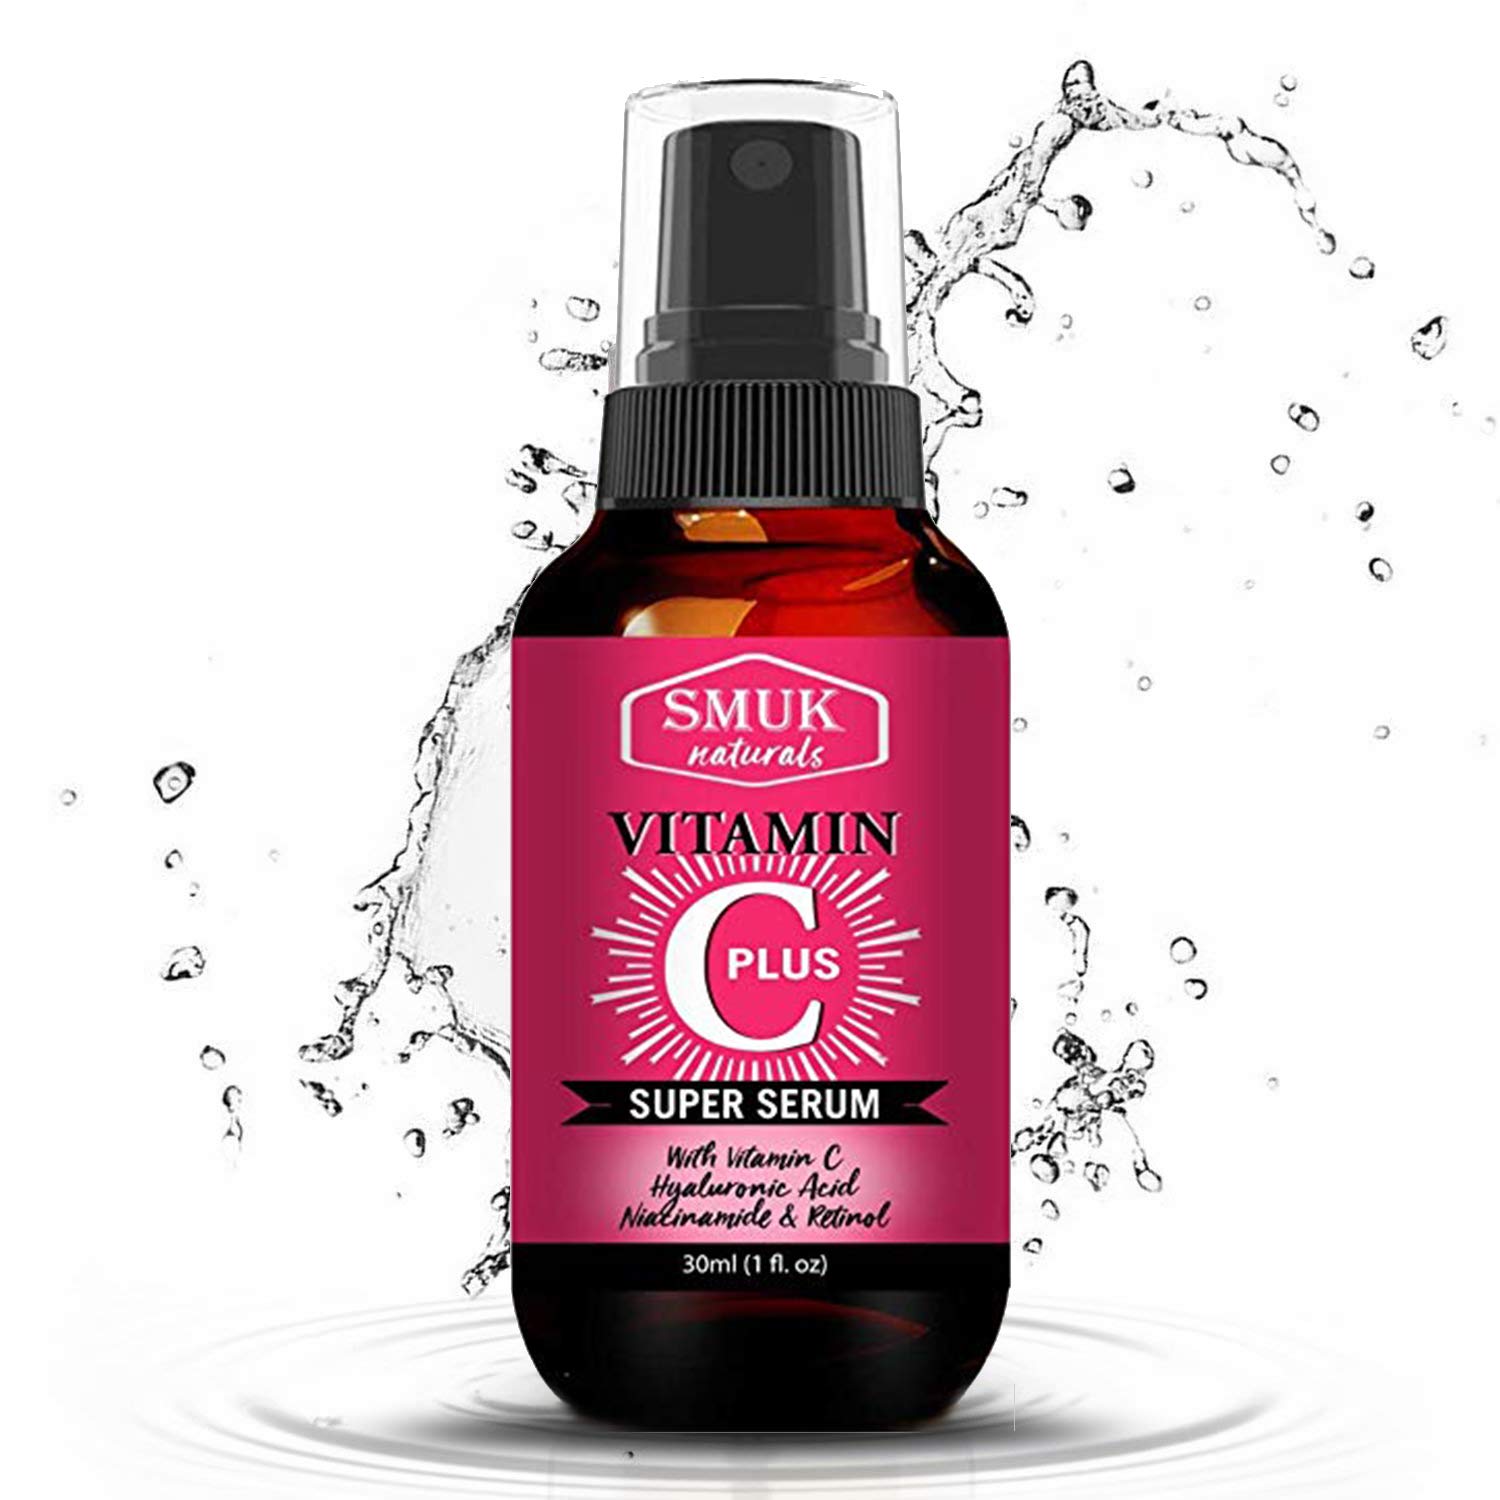 SMUK
naturals
VITAMIN
C PLUS
SUPER SERUM
With Vitamin C
Hyaluronic Acid
Niacinamide & Retinol
30ml (1 fl. oz)